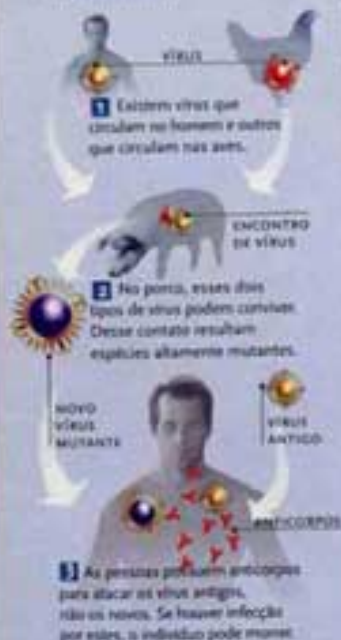 VÍRUS
1 Existem vírus que
circulam no homem e outros
que circulam nas aves.
ENCONTRO
DE VÍRUS
2 No porco, esses dois
tipos de vírus podem conviver.
Desse contato resultam
espécies altamente mutantes.
NOVO
VÍRUS
MUTANTE
VÍRUS
ANTIGO
ANTICORPOS
3 As pessoas possuem anticorpos
para atacar os vírus antigos,
não os novos. Se houver infecção
por estes, o indivíduo pode morrer